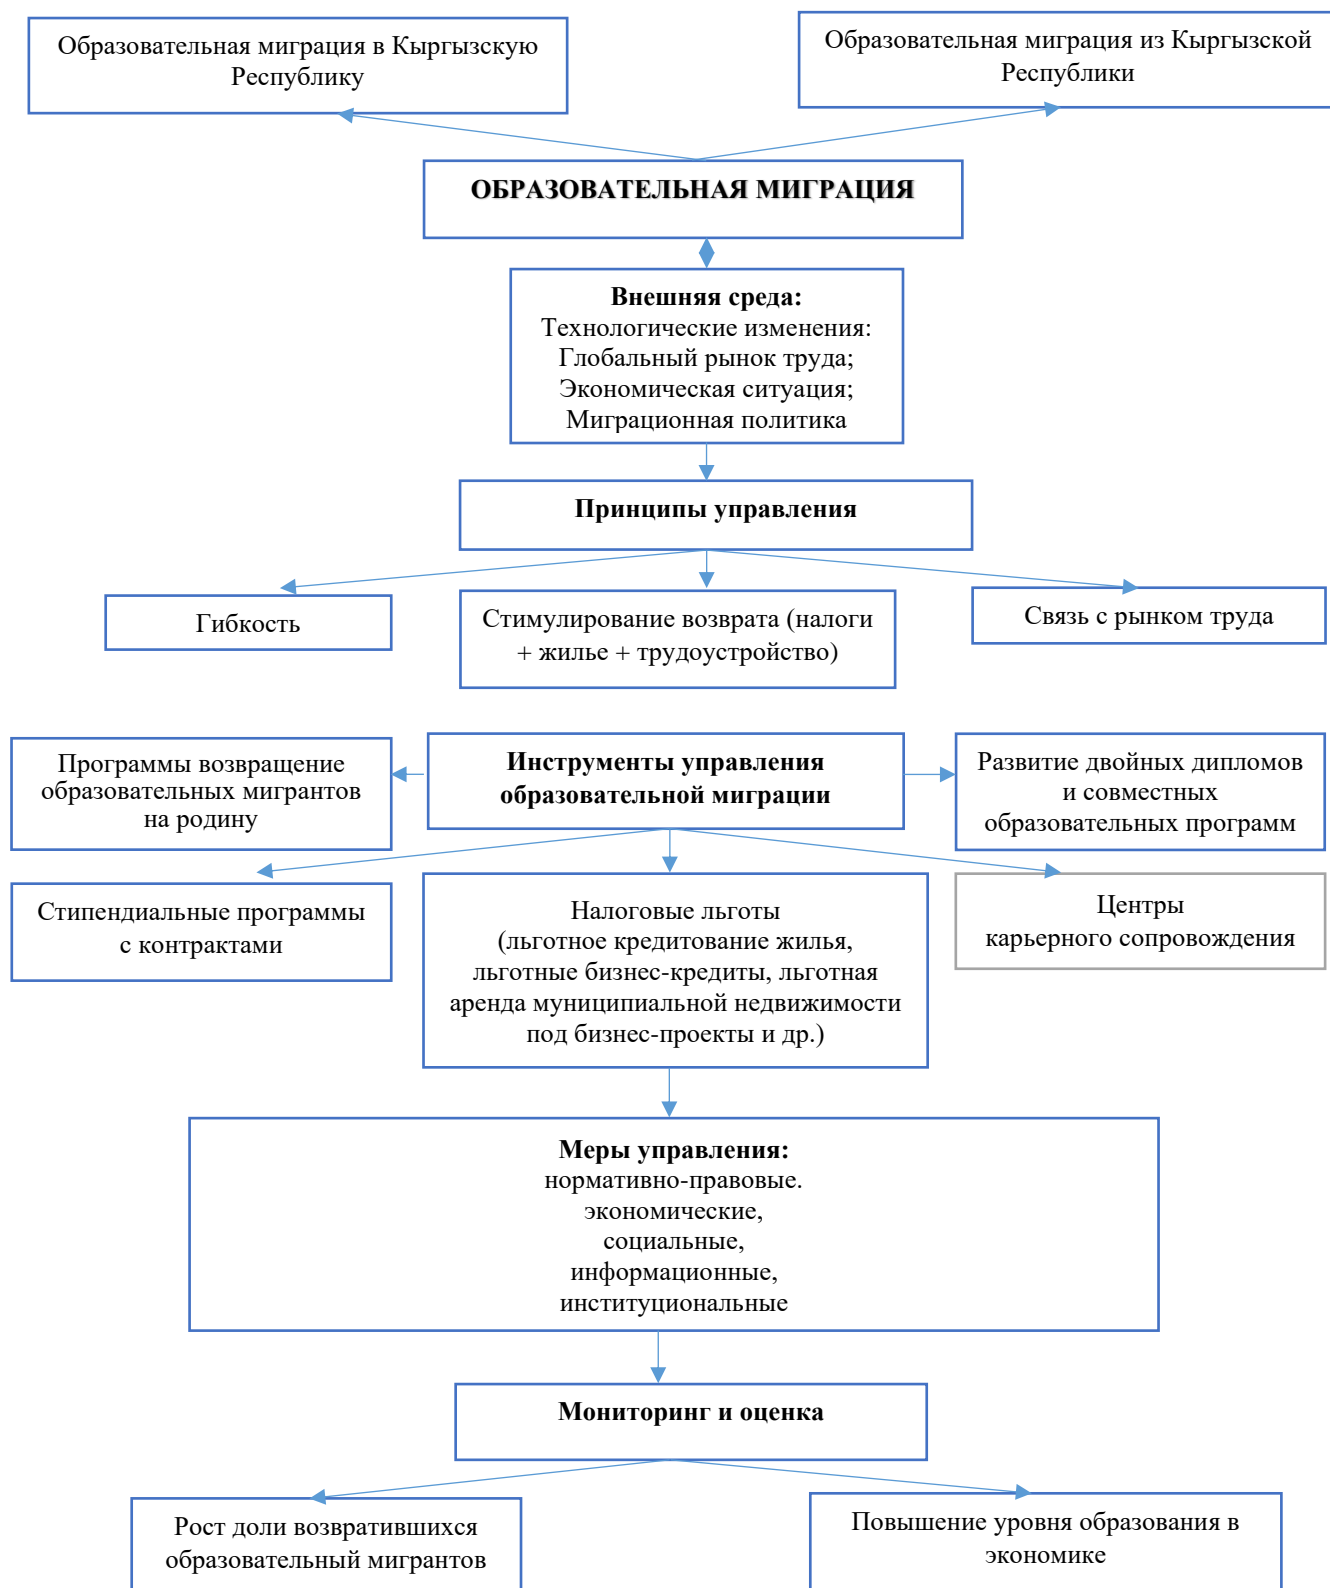 Образовательная миграция в Кыргызскую
Республику
Образовательная миграция из Кыргызской
Республики
ОБРАЗОВАТЕЛЬНАЯ МИГРАЦИЯ
Внешняя среда:
Технологические изменения:
Глобальный рынок труда;
Экономическая ситуация;
Миграционная политика
Принципы управления
Гибкость
Стимулирование возврата (налоги
+ жилье + трудоустройство)
Связь с рынком труда
Программы возвращение
образовательных мигрантов
на родину
Инструменты управления
образовательной миграции
Развитие двойных дипломов
и совместных
образовательных программ
Стипендиальные программы
с контрактами
Налоговые льготы
(льготное кредитование жилья,
льготные бизнес-кредиты, льготная
аренда муниципиальной недвижимости
под бизнес-проекты и др.)
Центры
карьерного сопровождения
Меры управления:
нормативно-правовые.
экономические,
социальные,
информационные,
институциональные
Мониторинг и оценка
Рост доли возвратившихся
образовательный мигрантов
Повышение уровня образования в
экономике